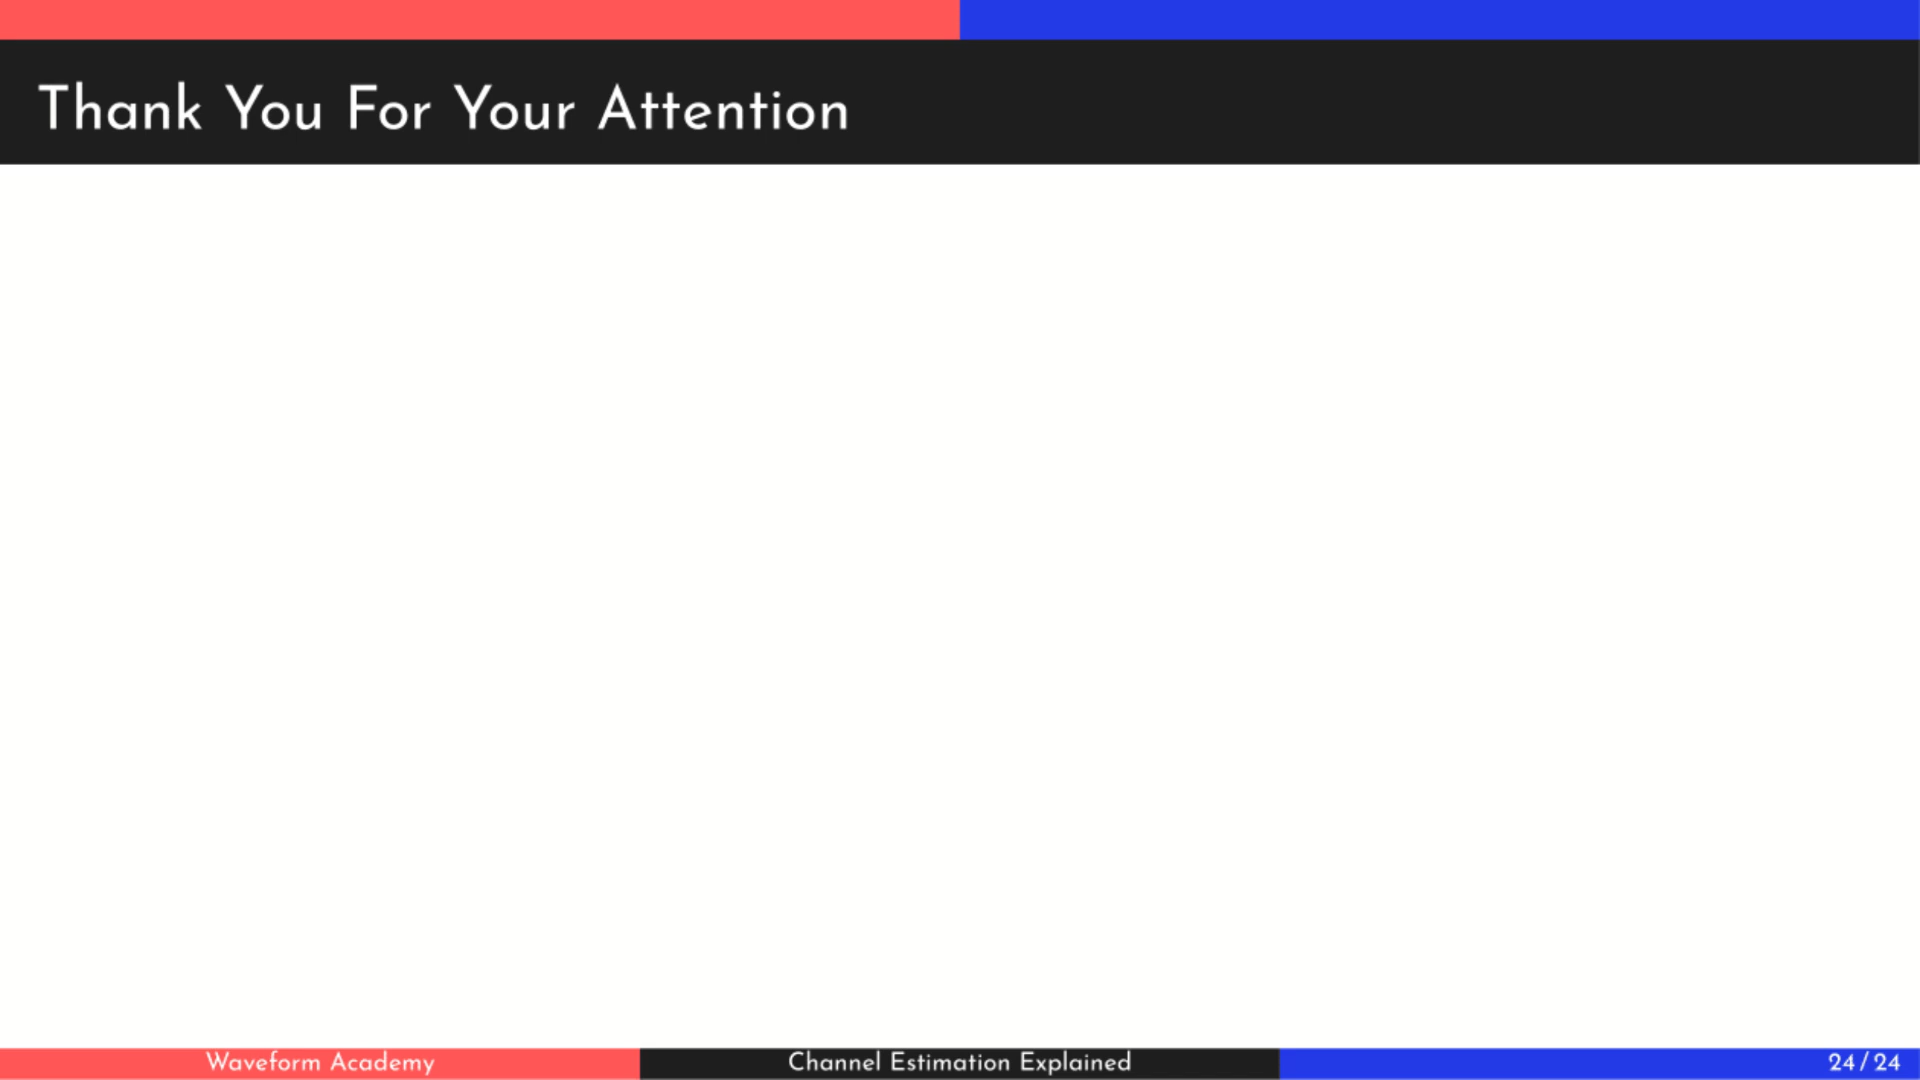 Thank You For Your Attention
Waveform Academy
Channel Estimation Explained
24 / 24